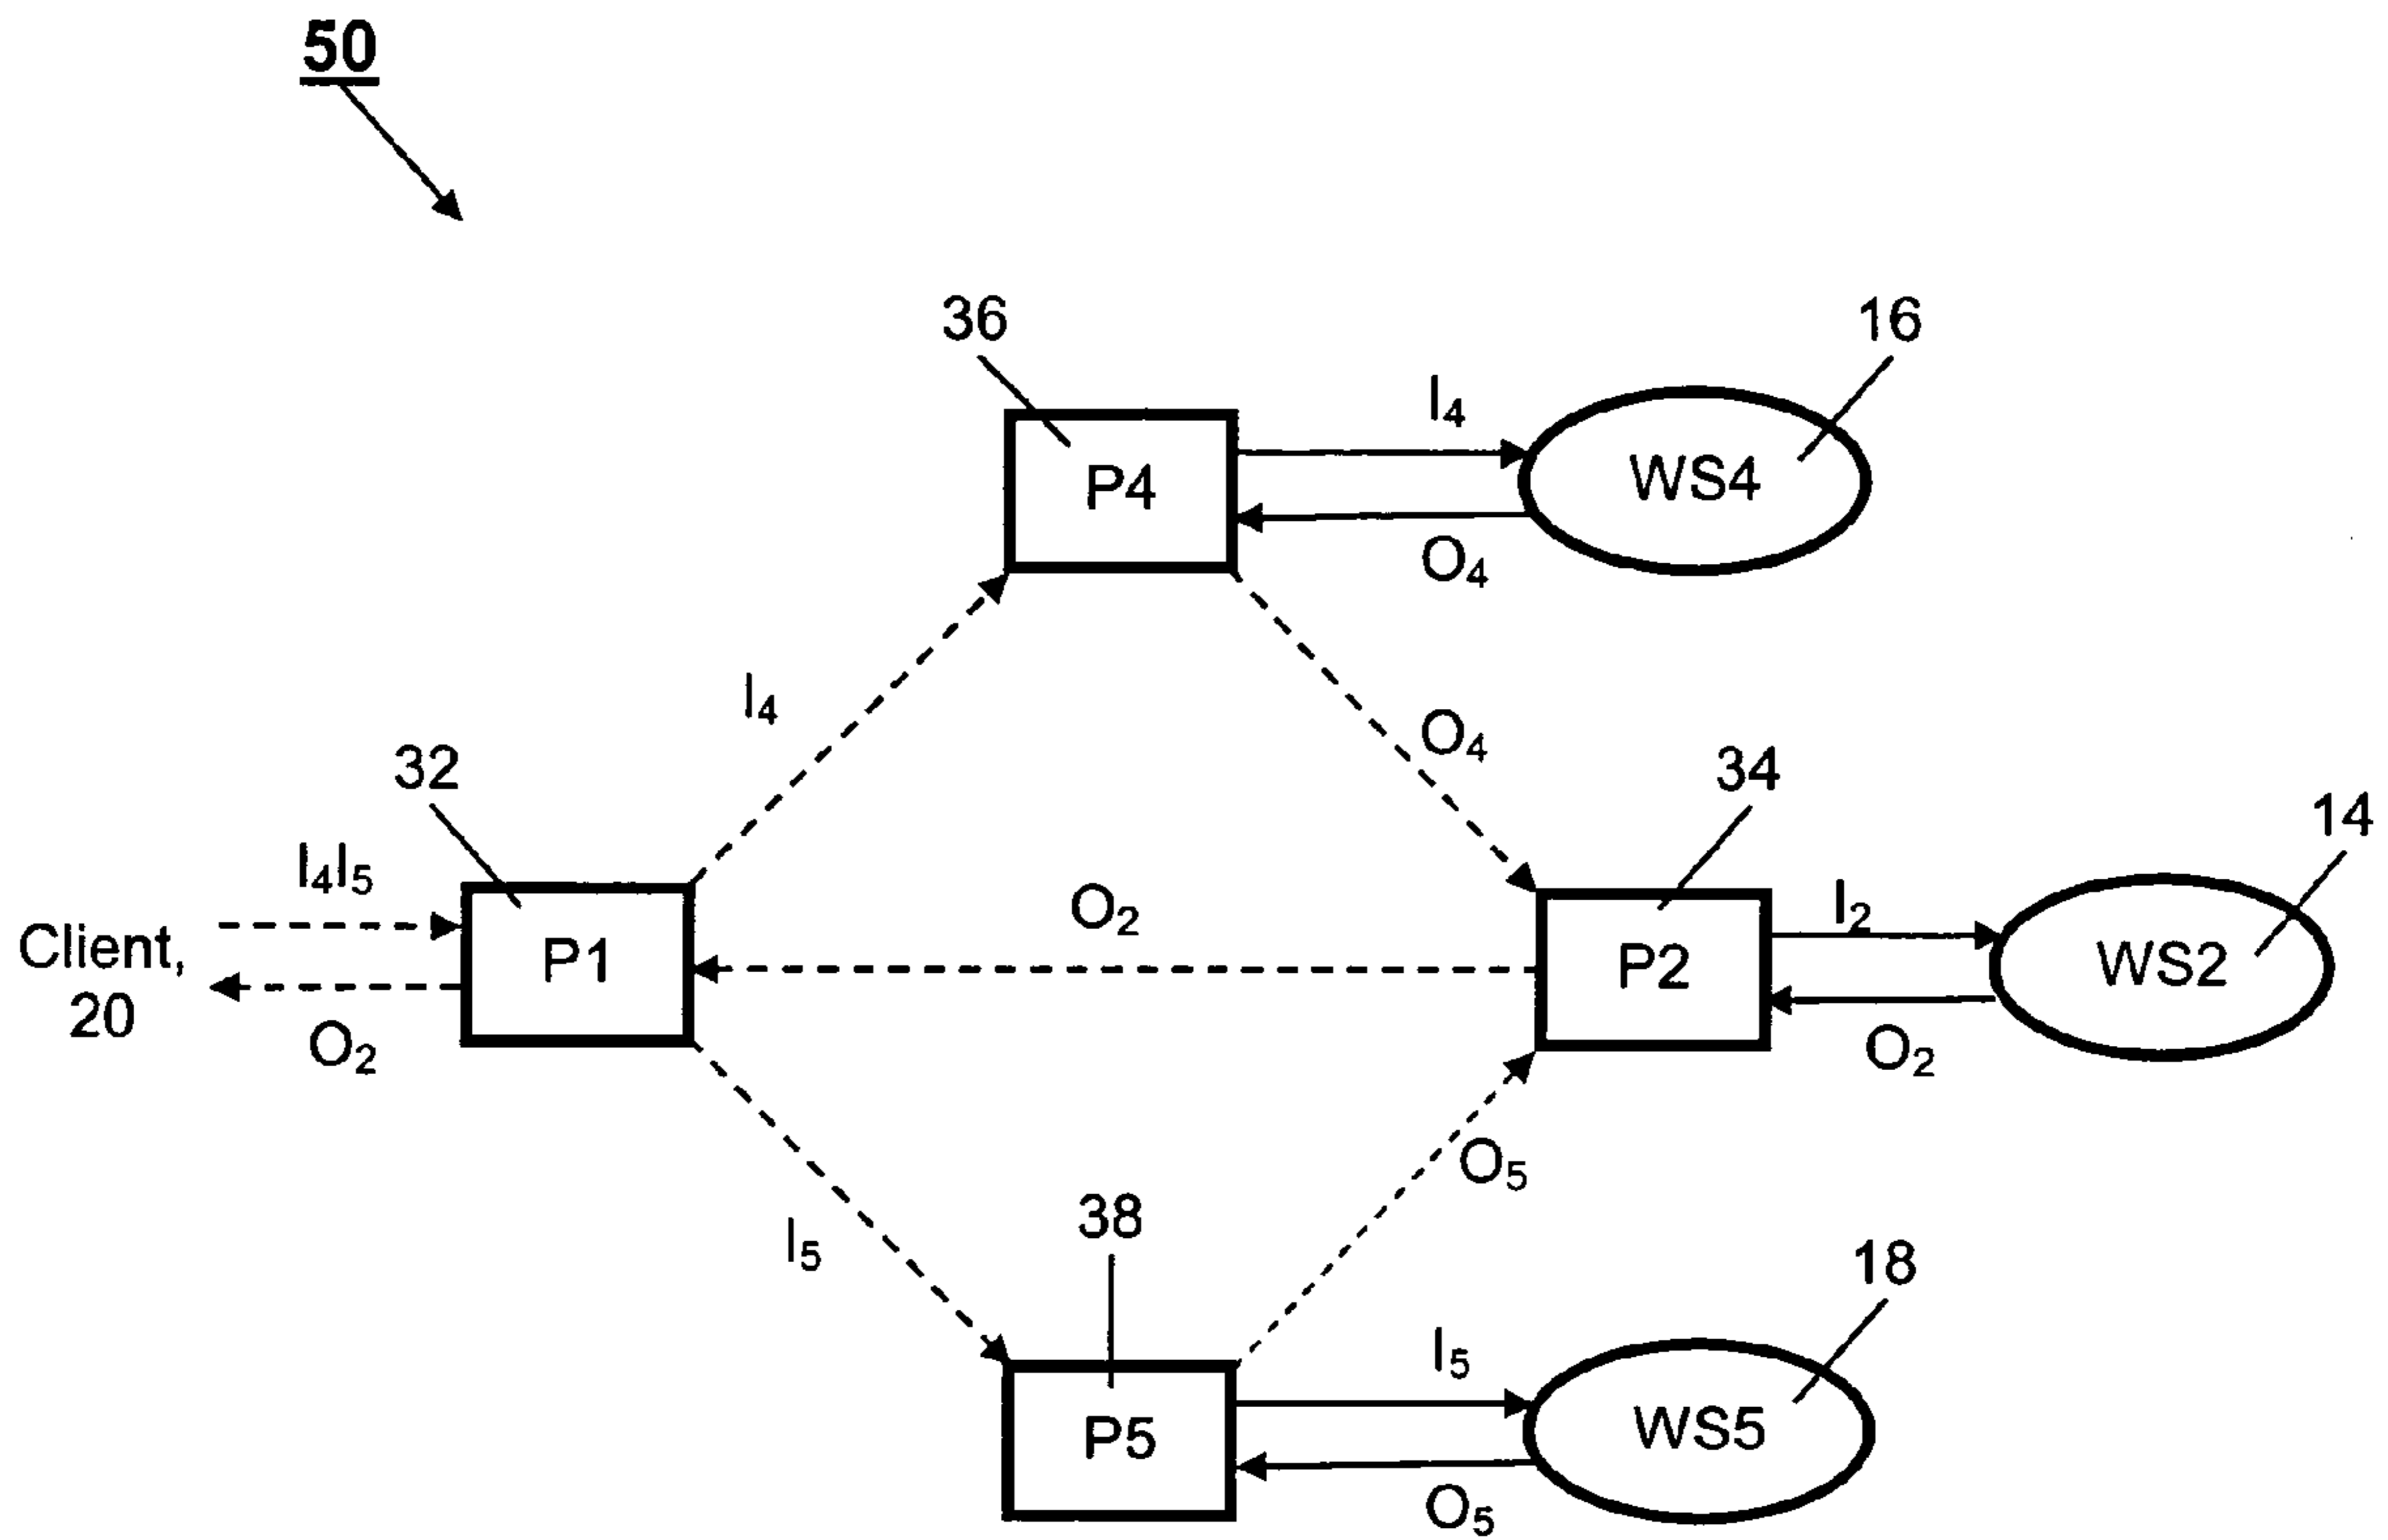 50
36
16
I₄
P4
WS4
O₄
I₄
O₄
32
34
14
I₄I₅
O₂
I₂
Client,
20
P1
P2
WS2
O₂
O₂
O₅
38
I₅
18
I₅
P5
WS5
O₅